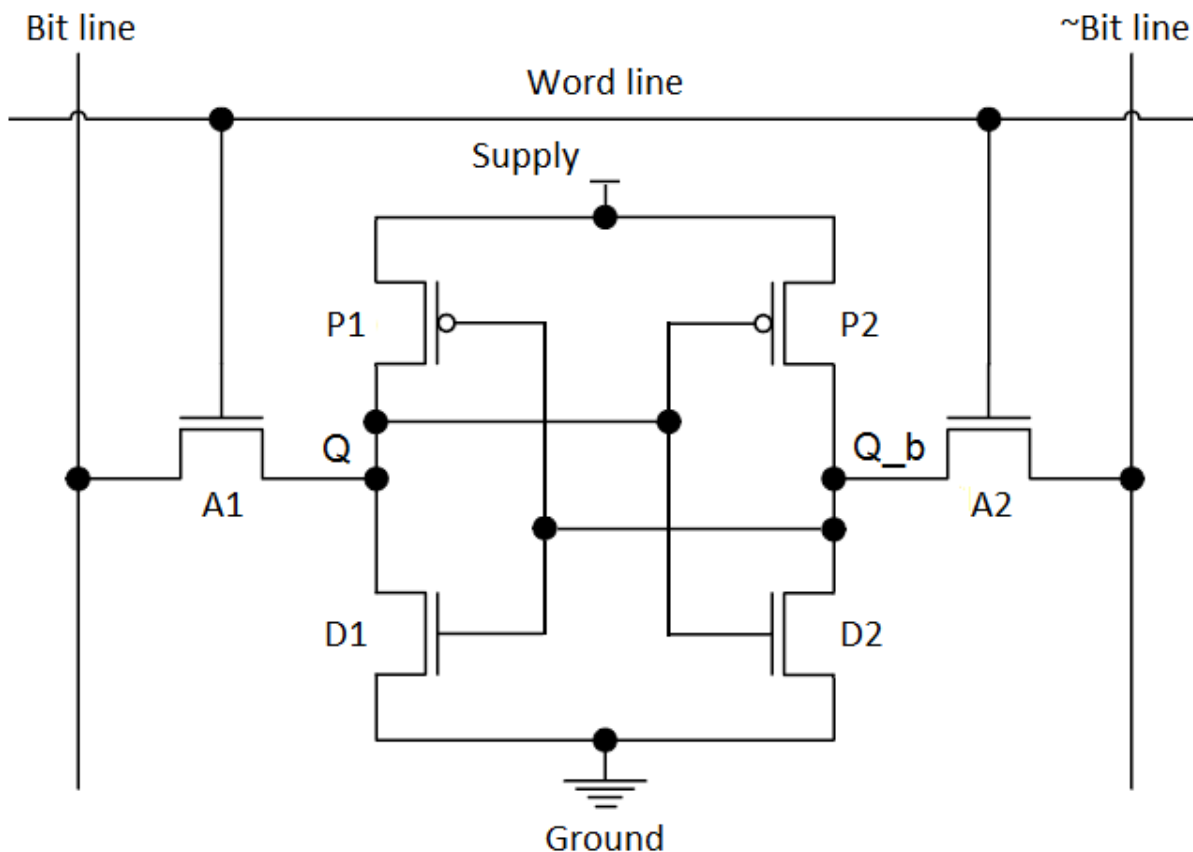 Bit line
~Bit line
Word line
Supply
P1
P2
Q
Q_b
A1
A2
D1
D2
Ground